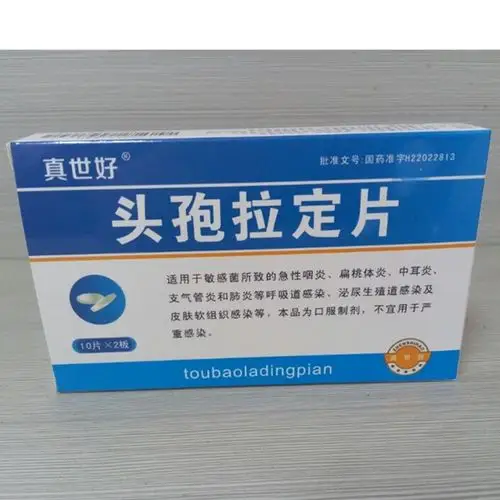 真世好®
批准文号:国药准字H22022813
头孢拉定片
适用于敏感菌所致的急性咽炎、扁桃体炎、中耳炎、
支气管炎和肺炎等呼吸道感染、泌尿生殖道感染及
皮肤软组织感染等,本品为口服制剂,不宜用于严
重感染。
10片×2板
toubaoladingpian
ZHENSHIHAO
真世好